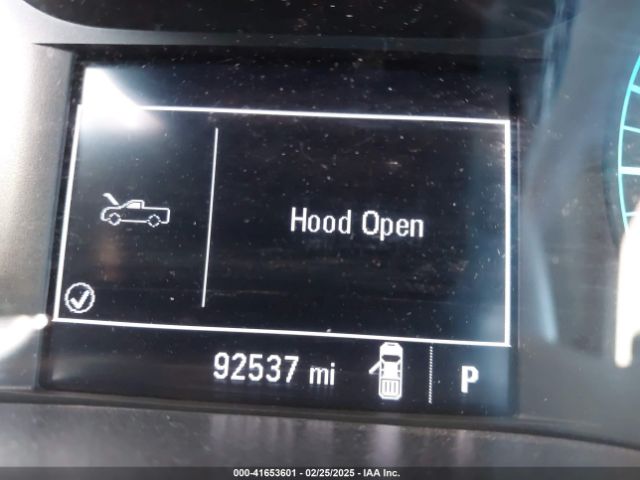 Hood Open
92537 mi
P
000-41653601 - 02/25/2025 - IAA Inc.